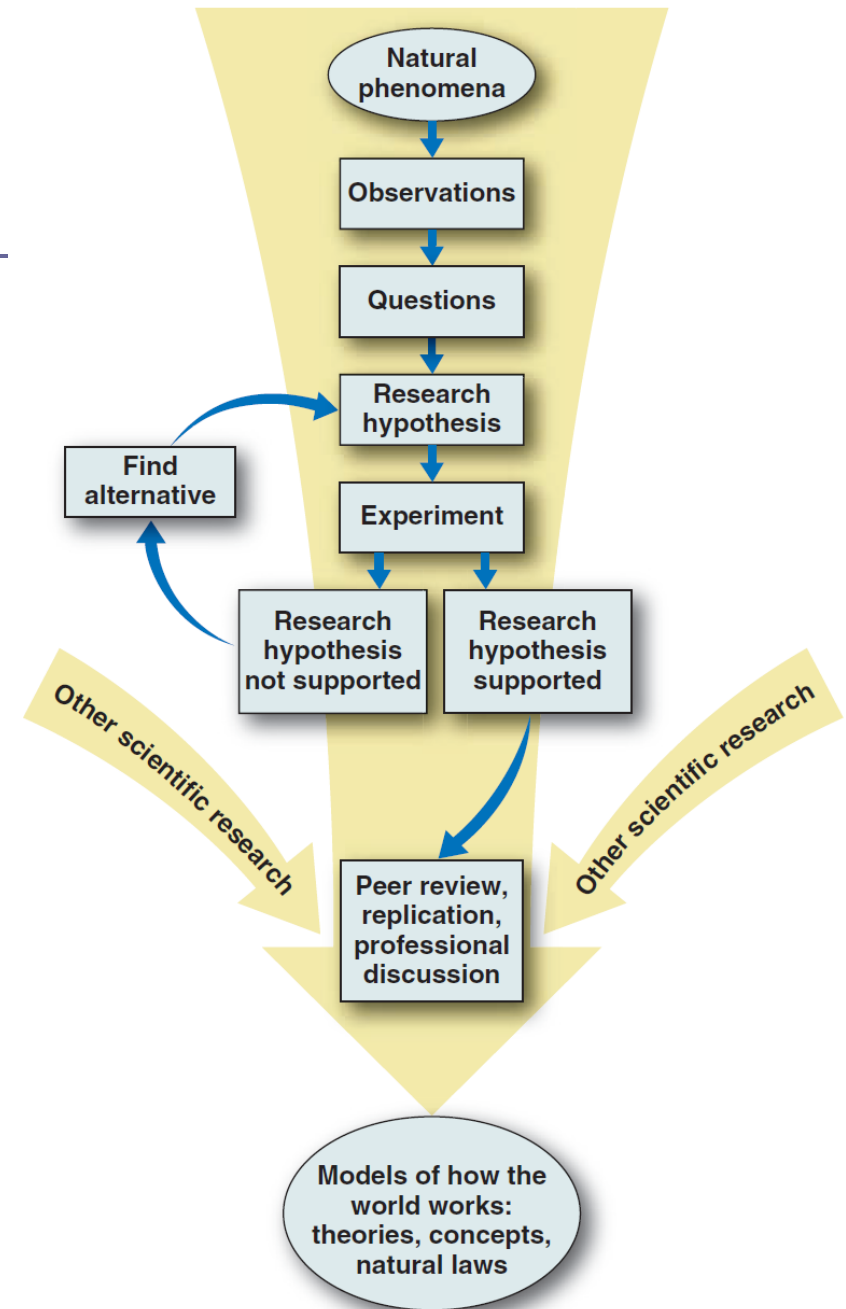 Natural
phenomena
Observations
Questions
Research
hypothesis
Find
alternative
Experiment
Research
hypothesis
not supported
Research
hypothesis
supported
Other scientific research
Other scientific research
Peer review,
replication,
professional
discussion
Models of how the
world works:
theories, concepts,
natural laws